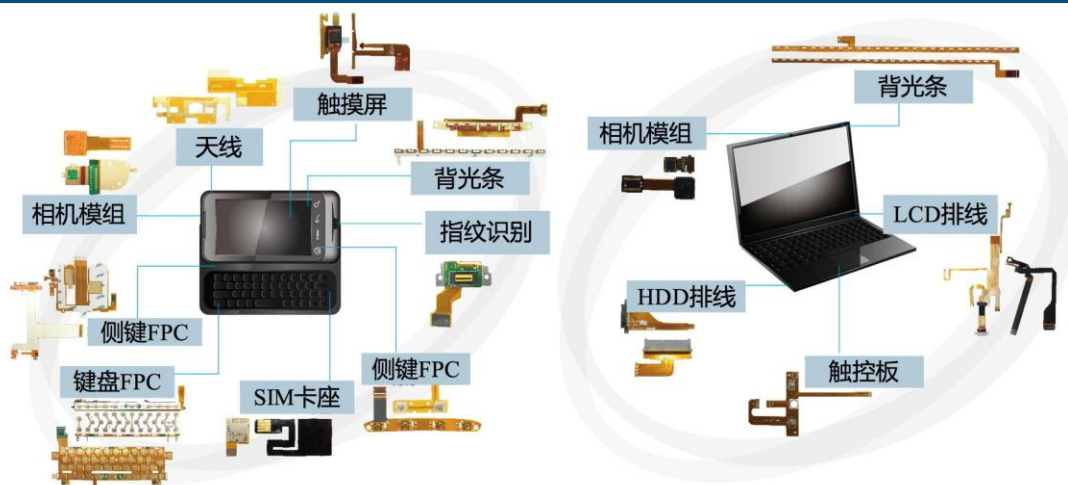 触摸屏
天线
背光条
相机模组
指纹识别
侧键FPC
键盘FPC
SIM卡座
侧键FPC
背光条
相机模组
LCD排线
HDD排线
触控板